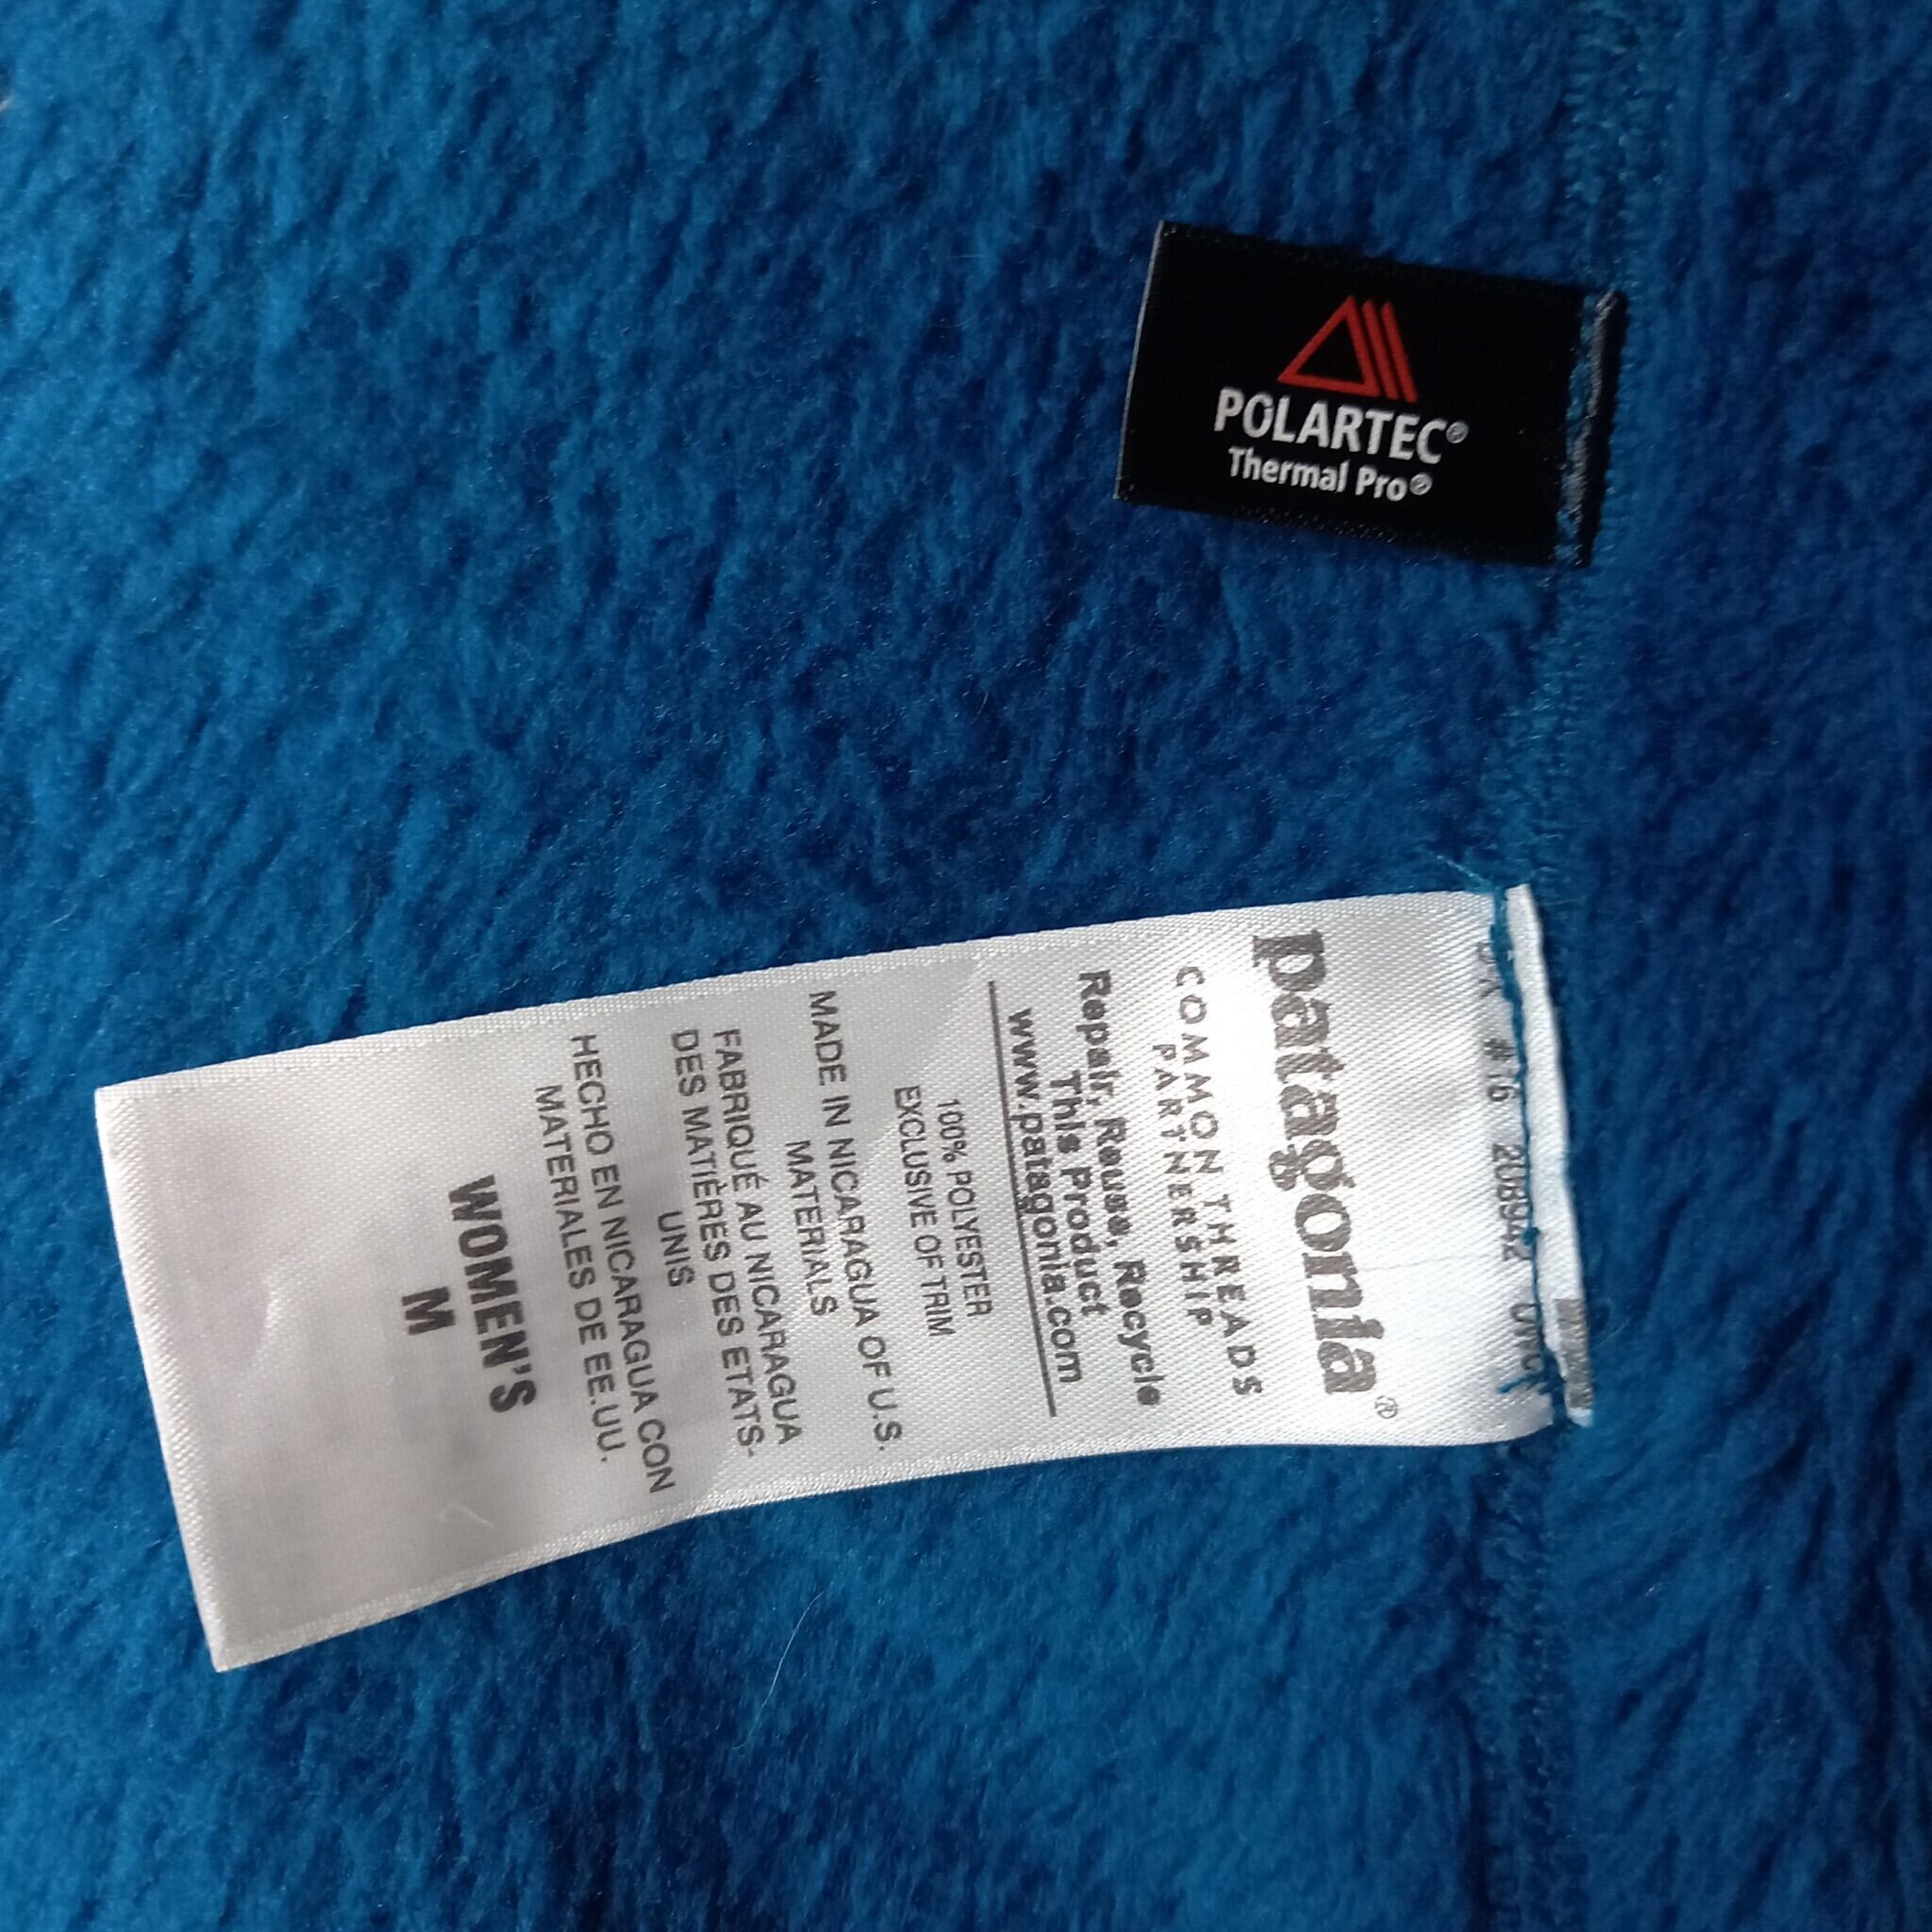 POLARTEC®
Thermal Pro®
patagonia®
COMMON THREADS
PARTNERSHIP
Repair, Reuse, Recycle
This Product
www.patagonia.com
100% POLYESTER
EXCLUSIVE OF TRIM
MADE IN NICARAGUA OF U.S.
MATERIALS
FABRIQUÉ AU NICARAGUA
DES MATIÈRES DES ETATS-
UNIS
HECHO EN NICARAGUA CON
MATERIALES DE EE.UU.
WOMEN'S
M